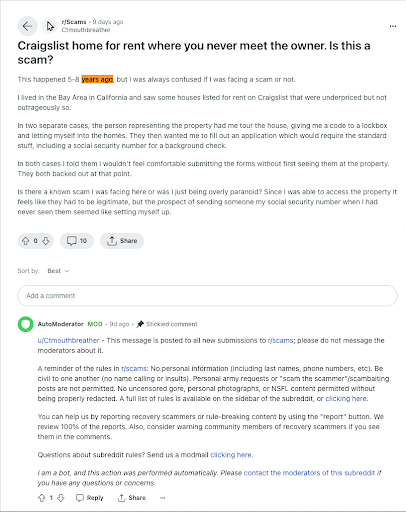 r/Scams • 9 days ago
Ctmouthbreather
Craigslist home for rent where you never meet the owner. Is this a
scam?
This happened 5-8 years ago, but I was always confused if I was facing a scam or not.
I lived in the Bay Area in California and saw some houses listed for rent on Craigslist that were underpriced but not
outrageously so.
In two separate cases, the person representing the property had me tour the house, giving me a code to a lockbox
and letting myself into the homes. They then wanted me to fill out an application which would require the standard
stuff, including a social security number for a background check.
In both cases I told them I wouldn't feel comfortable submitting the forms without first seeing them at the property.
They both backed out at that point.
Is there a known scam I was facing here or was I just being overly paranoid? Since I was able to access the property it
feels like they had to be legitimate, but the prospect of sending someone my social security number when I had
never seen them seemed like setting myself up.
0
10
Share
Sort by: Best
Add a comment
AutoModerator MOD • 9d ago • Stickied comment
u/Ctmouthbreather - This message is posted to all new submissions to r/scams; please do not message the
moderators about it.
A reminder of the rules in r/scams: No personal information (including last names, phone numbers, etc). Be
civil to one another (no name calling or insults). Personal army requests or "scam the scammer"/scambaiting
posts are not permitted. No uncensored gore, personal photographs, or NSFL content permitted without
being properly redacted. A full list of rules is available on the sidebar of the subreddit, or clicking here.
You can help us by reporting recovery scammers or rule-breaking content by using the "report" button. We
review 100% of the reports. Also, consider warning community members of recovery scammers if you see
them in the comments.
Questions about subreddit rules? Send us a modmail clicking here.
I am a bot, and this action was performed automatically. Please contact the moderators of this subreddit if
you have any questions or concerns.
1
Reply
Share